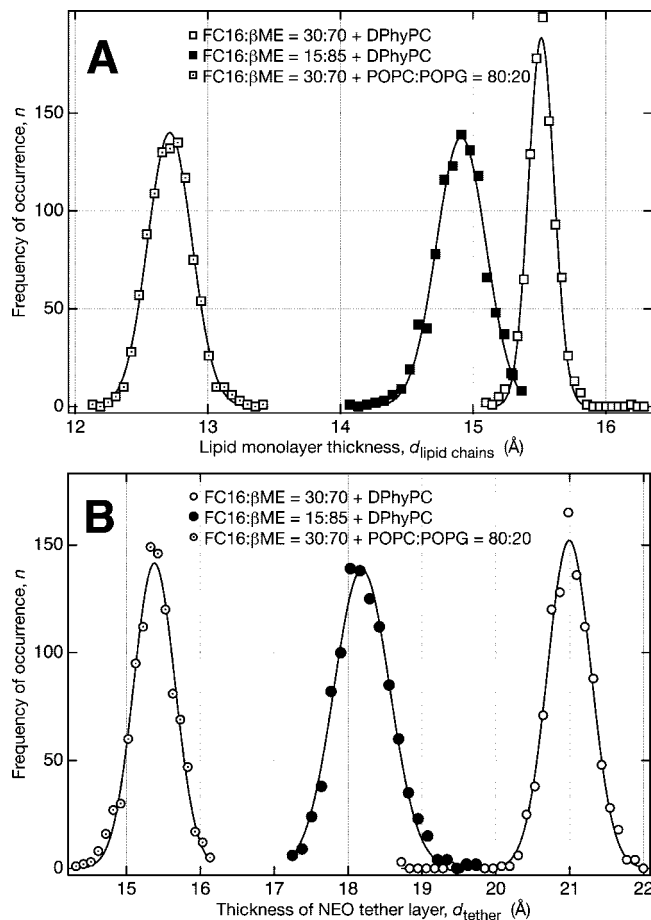 A
FC16:βME = 30:70 + DPhyPC
FC16:βME = 15:85 + DPhyPC
FC16:βME = 30:70 + POPC:POPG = 80:20
Frequency of occurrence, n
150
100
50
0
12
13
14
15
16
Lipid monolayer thickness, d lipid chains (Å)
B
FC16:βME = 30:70 + DPhyPC
FC16:βME = 15:85 + DPhyPC
FC16:βME = 30:70 + POPC:POPG = 80:20
Frequency of occurrence, n
150
100
50
0
15
16
17
18
19
20
21
22
Thickness of NEO tether layer, d tether (Å)